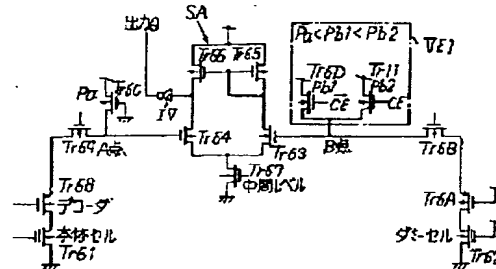 SA
出力Q
Pa<Pb1<Pb2
VE1
Tr66
Tr65
Pa
Tr6C
IV
Tr6D
Pb1
CE
Tr11
Pb2
CE
Tr69
A点
Tr64
Tr63
B点
Tr6B
Tr67
中間レベル
Tr68
デコーダ
Tr6A
本体セル
Tr61
ダミーセル